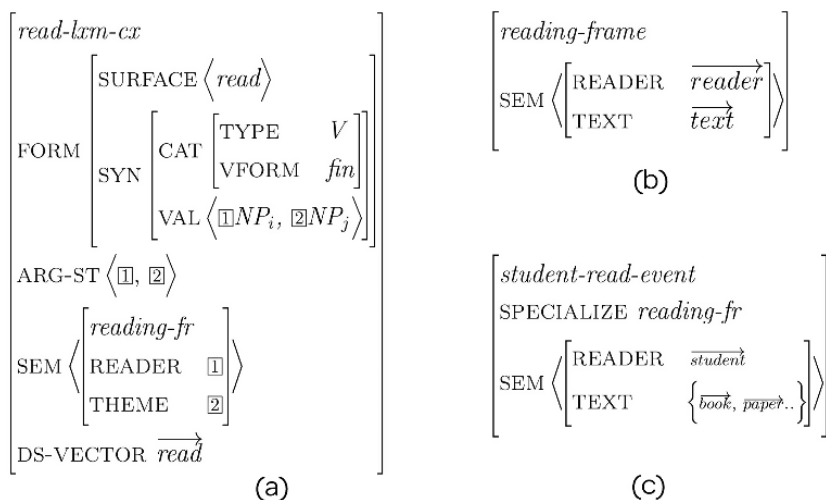 read-lxm-cx
FORM
SURFACE ⟨read⟩
SYN
CAT
TYPE V
VFORM fin
VAL ⟨1NPi, 2NPj⟩
ARG-ST ⟨1, 2⟩
SEM
reading-fr
READER 1
THEME 2
DS-VECTOR read
(a)
reading-frame
SEM
READER reader
TEXT text
(b)
student-read-event
SPECIALIZE reading-fr
SEM
READER student
TEXT {book, paper..}
(c)